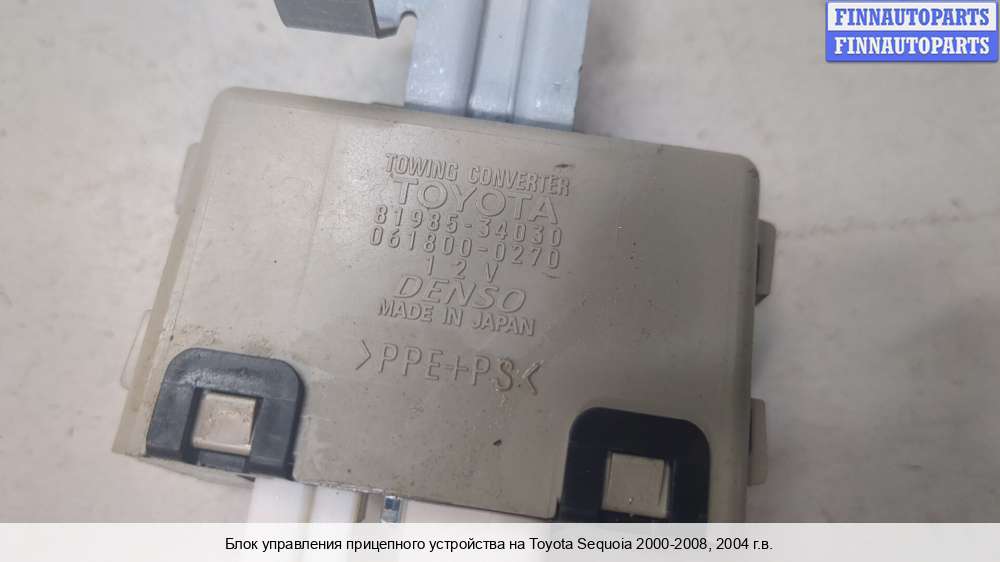 FINNAUTOPARTS
FINNAUTOPARTS
TOWING CONVERTER
TOYOTA
81985-34030
061800-0270
12V
DENSO
MADE IN JAPAN
>PPE+PS<
Блок управления прицепного устройства на Toyota Sequoia 2000-2008, 2004 г.в.